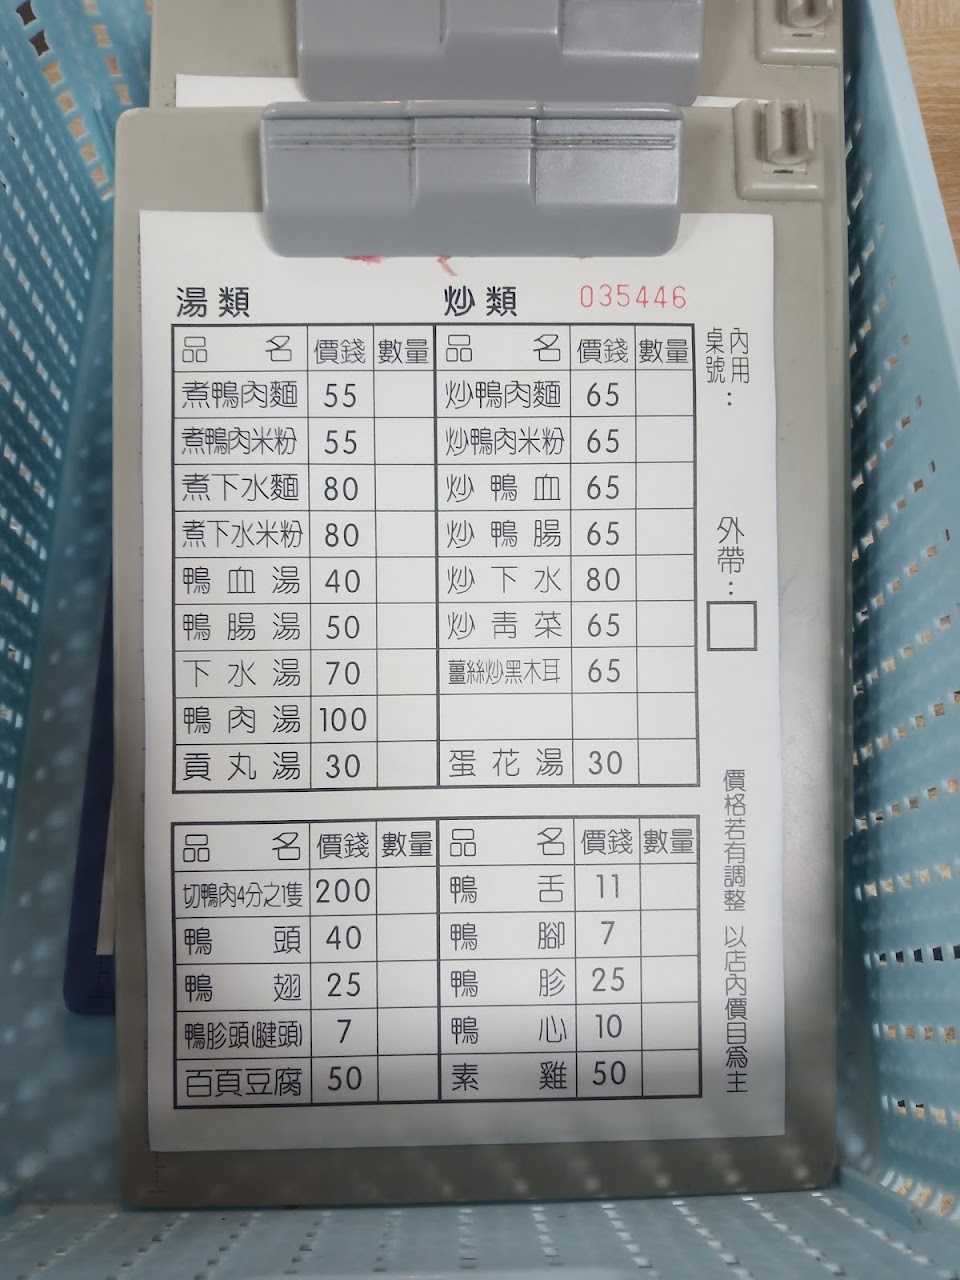 湯類
品名 價錢 數量
煮鴨肉麵 55
煮鴨肉米粉 55
煮下水麵 80
煮下水米粉 80
鴨血湯 40
鴨腸湯 50
下水湯 70
鴨肉湯 100
貢丸湯 30
炒類 035446
品名 價錢 數量
炒鴨肉麵 65
炒鴨肉米粉 65
炒鴨血 65
炒鴨腸 65
炒下水 80
炒青菜 65
薑絲炒黑木耳 65
蛋花湯 30
品名 價錢 數量
切鴨肉4分之1隻 200
鴨頭 40
鴨翅 25
鴨胗頭(腱頭) 7
百頁豆腐 50
品名 價錢 數量
鴨舌 11
鴨腳 7
鴨胗 25
鴨心 10
素雞 50
內用
桌號：
外帶：
價格若有調整 以店內價目為主